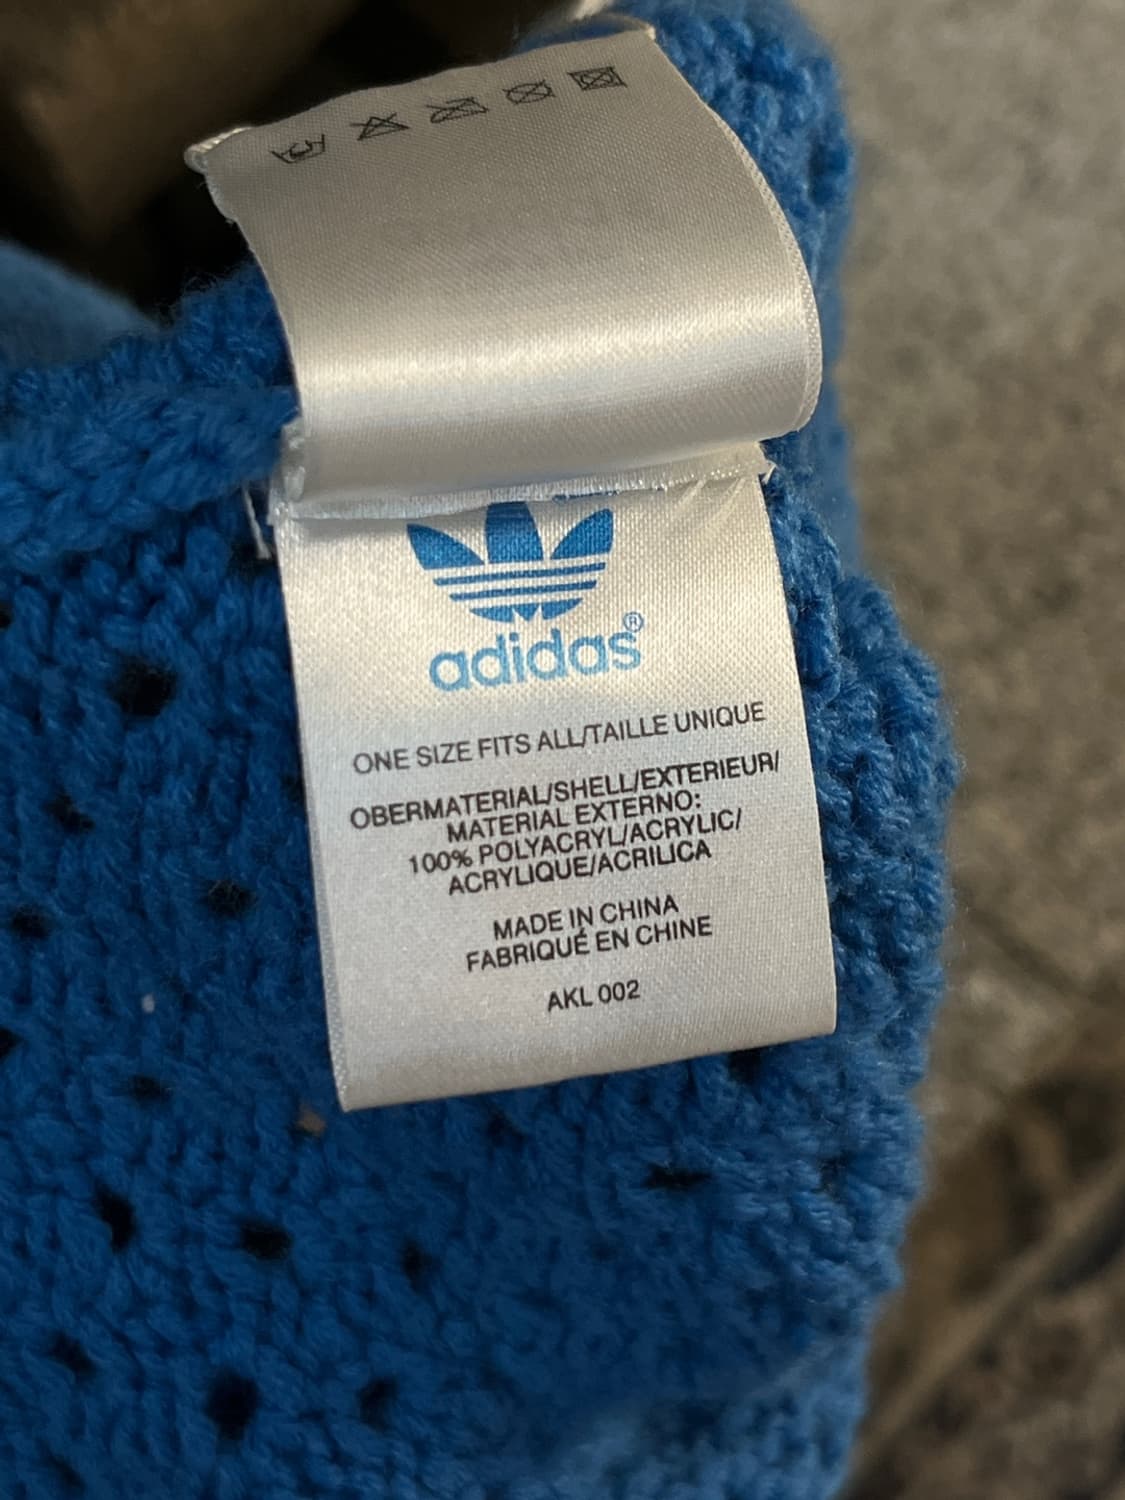 adidas®
ONE SIZE FITS ALL/TAILLE UNIQUE
OBERMATERIAL/SHELL/EXTERIEUR/
MATERIAL EXTERNO:
100% POLYACRYL/ACRYLIC/
ACRYLIQUE/ACRILICA
MADE IN CHINA
FABRIQUÉ EN CHINE
AKL 002